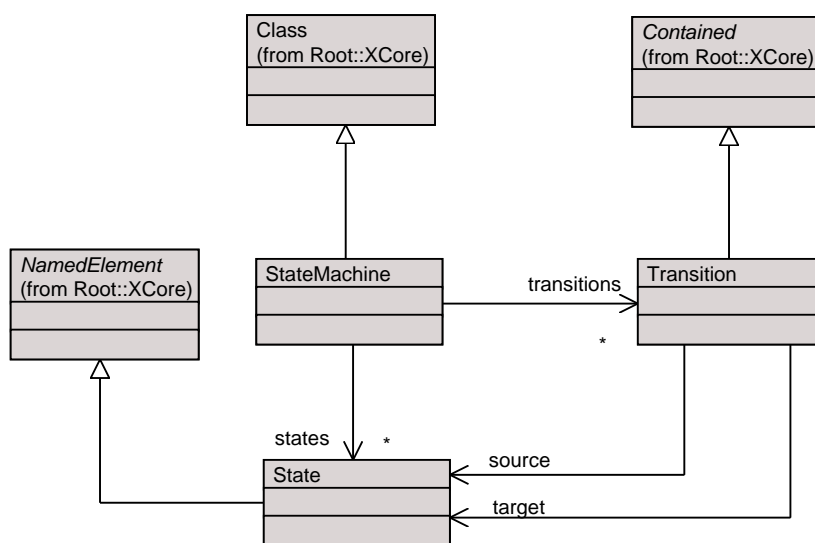 Class
(from Root::XCore)
Contained
(from Root::XCore)
NamedElement
(from Root::XCore)
StateMachine
transitions
*
Transition
states
*
State
source
target